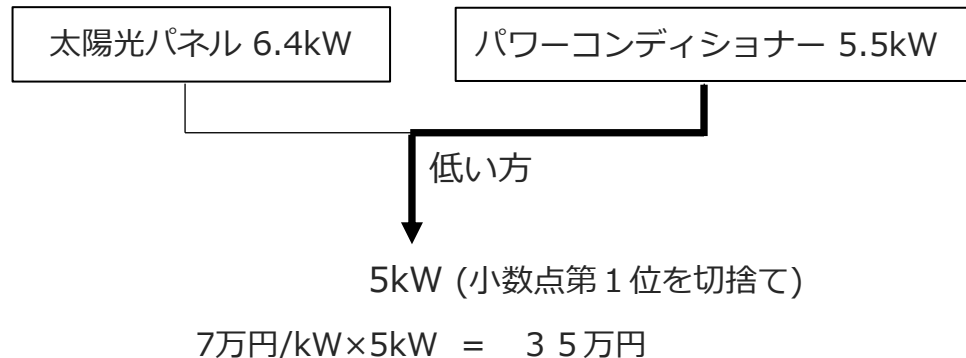 太陽光パネル 6.4kW
パワーコンディショナー 5.5kW
低い方
5kW (小数点第１位を切捨て)
7万円/kW×5kW ＝ ３５万円